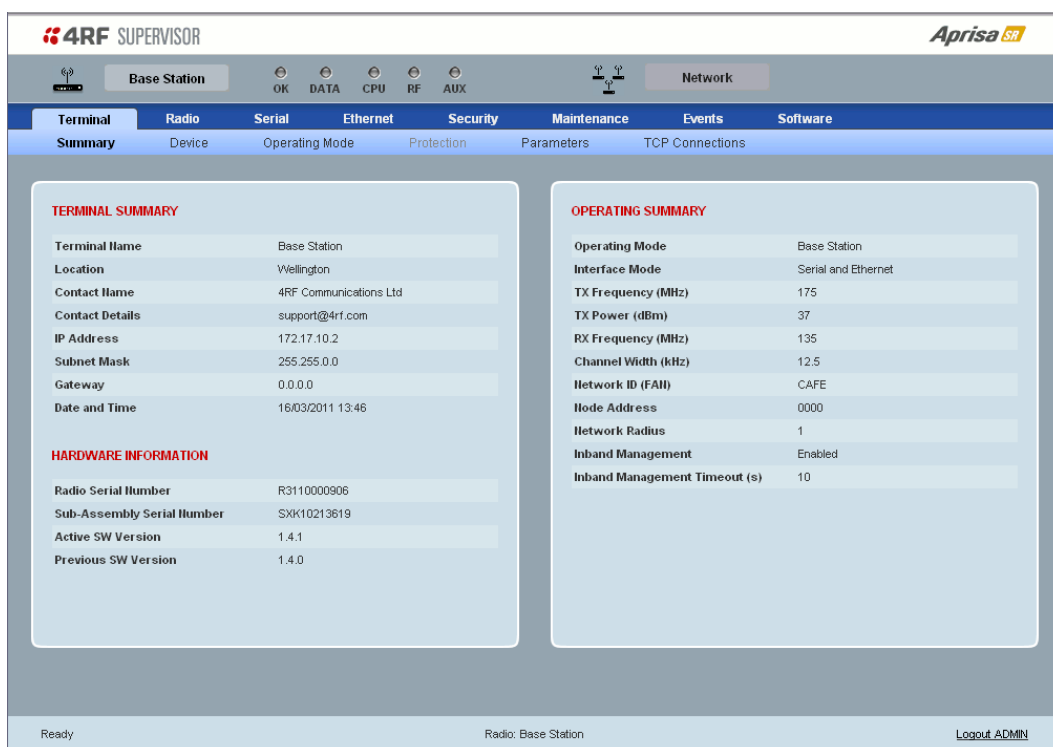 4RF SUPERVISOR
Aprisa SR
Base Station
OK DATA CPU RF AUX
Network
Terminal Radio Serial Ethernet Security Maintenance Events Software
Summary Device Operating Mode Protection Parameters TCP Connections
TERMINAL SUMMARY
Terminal Name Base Station
Location Wellington
Contact Name 4RF Communications Ltd
Contact Details support@4rf.com
IP Address 172.17.10.2
Subnet Mask 255.255.0.0
Gateway 0.0.0.0
Date and Time 16/03/2011 13:46
HARDWARE INFORMATION
Radio Serial Number R3110000906
Sub-Assembly Serial Number SXK10213619
Active SW Version 1.4.1
Previous SW Version 1.4.0
OPERATING SUMMARY
Operating Mode Base Station
Interface Mode Serial and Ethernet
TX Frequency (MHz) 175
TX Power (dBm) 37
RX Frequency (MHz) 135
Channel Width (kHz) 12.5
Network ID (FAN) CAFE
Node Address 0000
Network Radius 1
Inband Management Enabled
Inband Management Timeout (s) 10
Ready
Radio: Base Station
Logout ADMIN